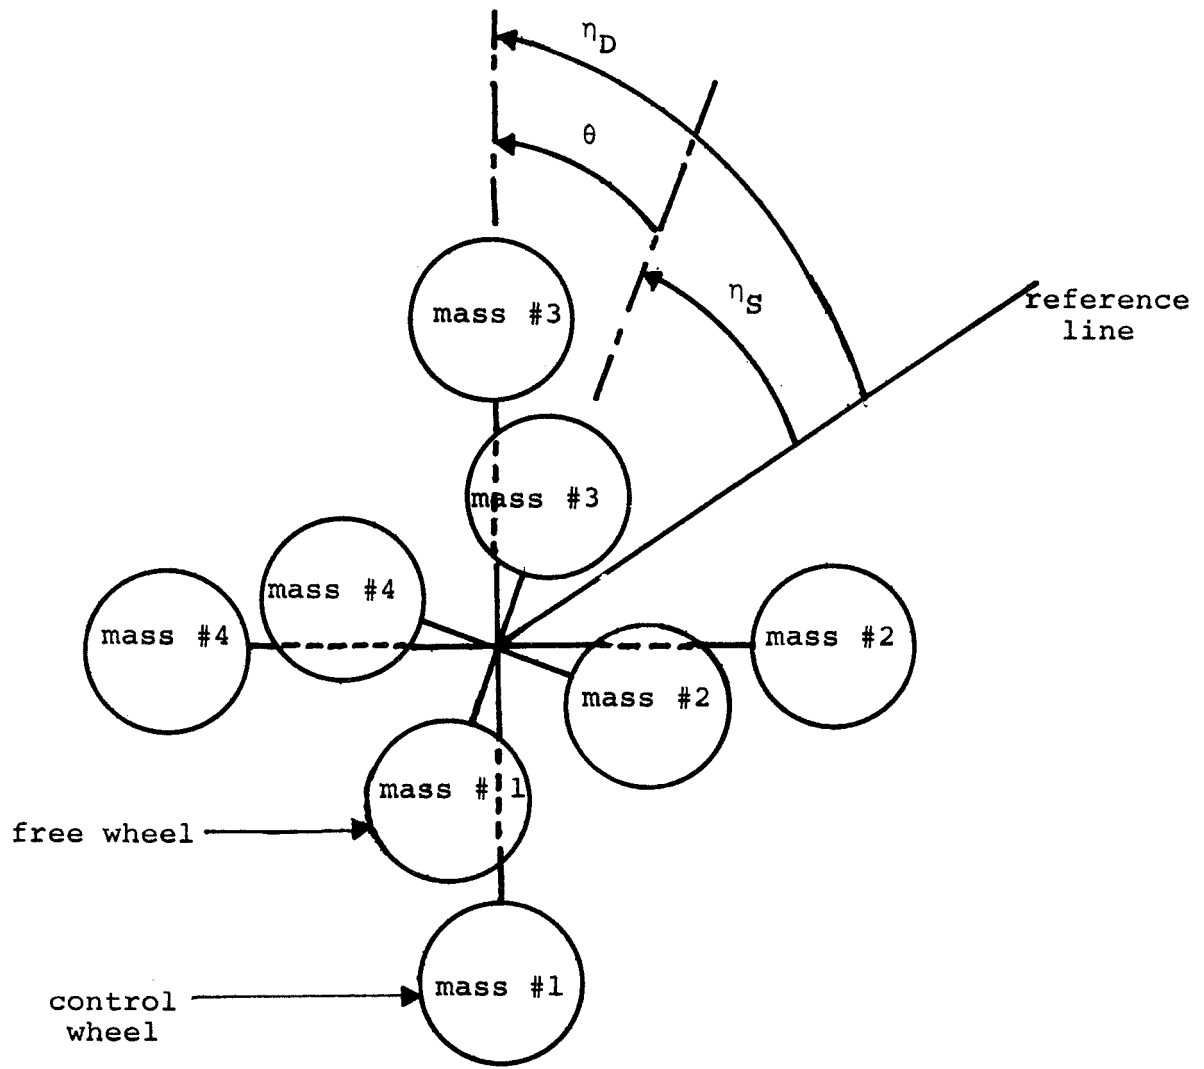 ηD
θ
ηS
reference
line
mass #3
mass #3
mass #4
mass #4
mass #2
mass #2
mass # 1
free wheel
mass #1
control
wheel